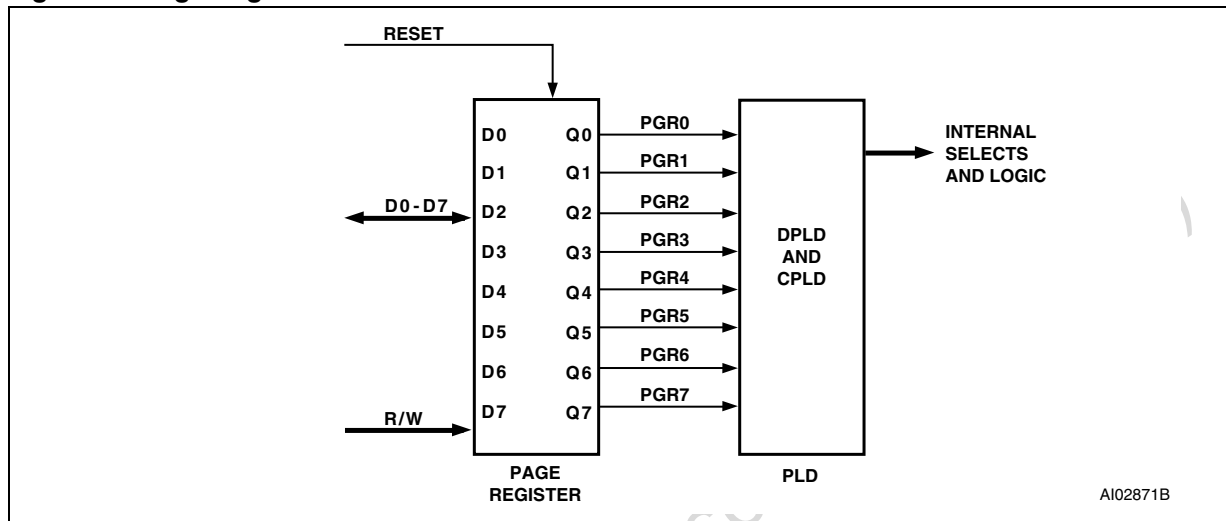 RESET
D0 Q0 PGR0
D1 Q1 PGR1
D0-D7 D2 Q2 PGR2
D3 Q3 PGR3
D4 Q4 PGR4
D5 Q5 PGR5
D6 Q6 PGR6
R/W D7 Q7 PGR7
PAGE
REGISTER
DPLD
AND
CPLD
PLD
INTERNAL
SELECTS
AND LOGIC
AI02871B